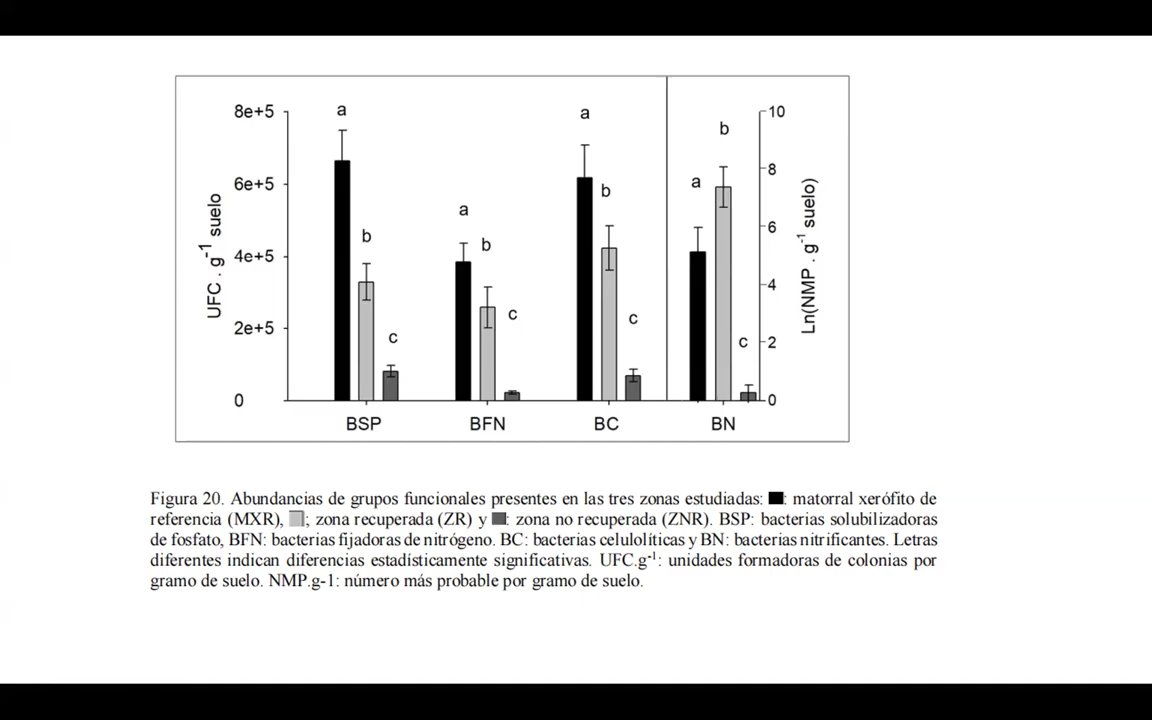 8e+5
6e+5
4e+5
2e+5
0
UFC . g-1 suelo
a
b
c
a
b
c
a
b
c
a
b
c
10
8
6
4
2
0
Ln(NMP . g-1 suelo)
BSP
BFN
BC
BN
Figura 20. Abundancias de grupos funcionales presentes en las tres zonas estudiadas: ■: matorral xerófito de
referencia (MXR), ■; zona recuperada (ZR) y ■: zona no recuperada (ZNR). BSP: bacterias solubilizadoras
de fosfato, BFN: bacterias fijadoras de nitrógeno. BC: bacterias celulolíticas y BN: bacterias nitrificantes. Letras
diferentes indican diferencias estadísticamente significativas. UFC.g-1: unidades formadoras de colonias por
gramo de suelo. NMP.g-1: número más probable por gramo de suelo.